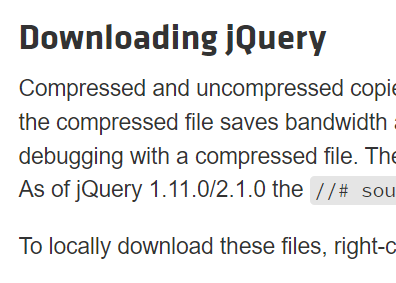 Downloading jQuery
Compressed and uncompressed copie
the compressed file saves bandwidth
debugging with a compressed file. The
As of jQuery 1.11.0/2.1.0 the //# sou
To locally download these files, right-c